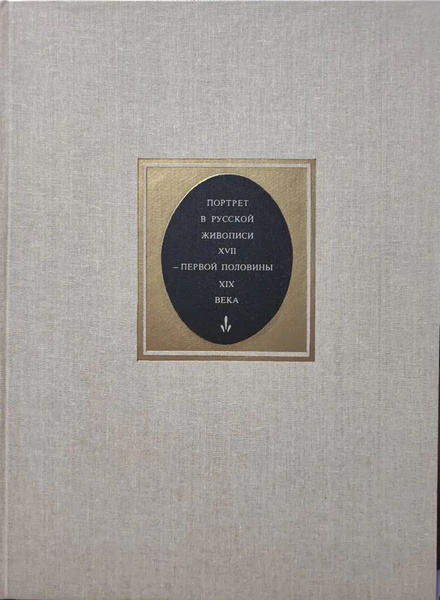 ПОРТРЕТ
В РУССКОЙ
ЖИВОПИСИ
XVII
– ПЕРВОЙ ПОЛОВИНЫ
XIX
ВЕКА